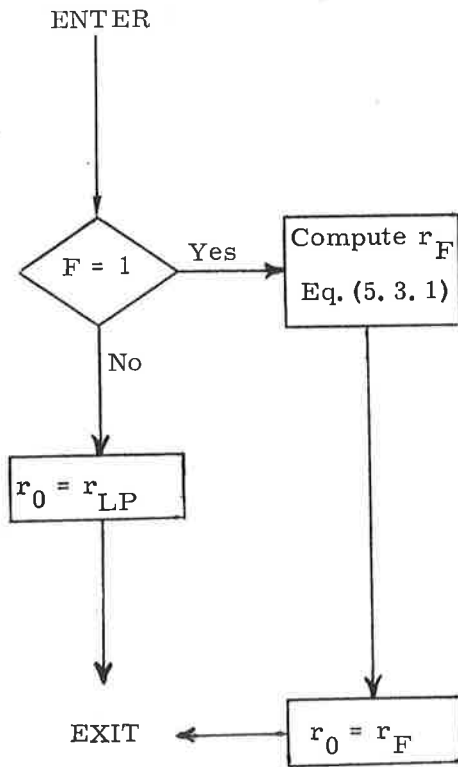 ENTER
F = 1
Yes
Compute r_F
Eq. (5. 3. 1)
No
r_0 = r_LP
EXIT
r_0 = r_F